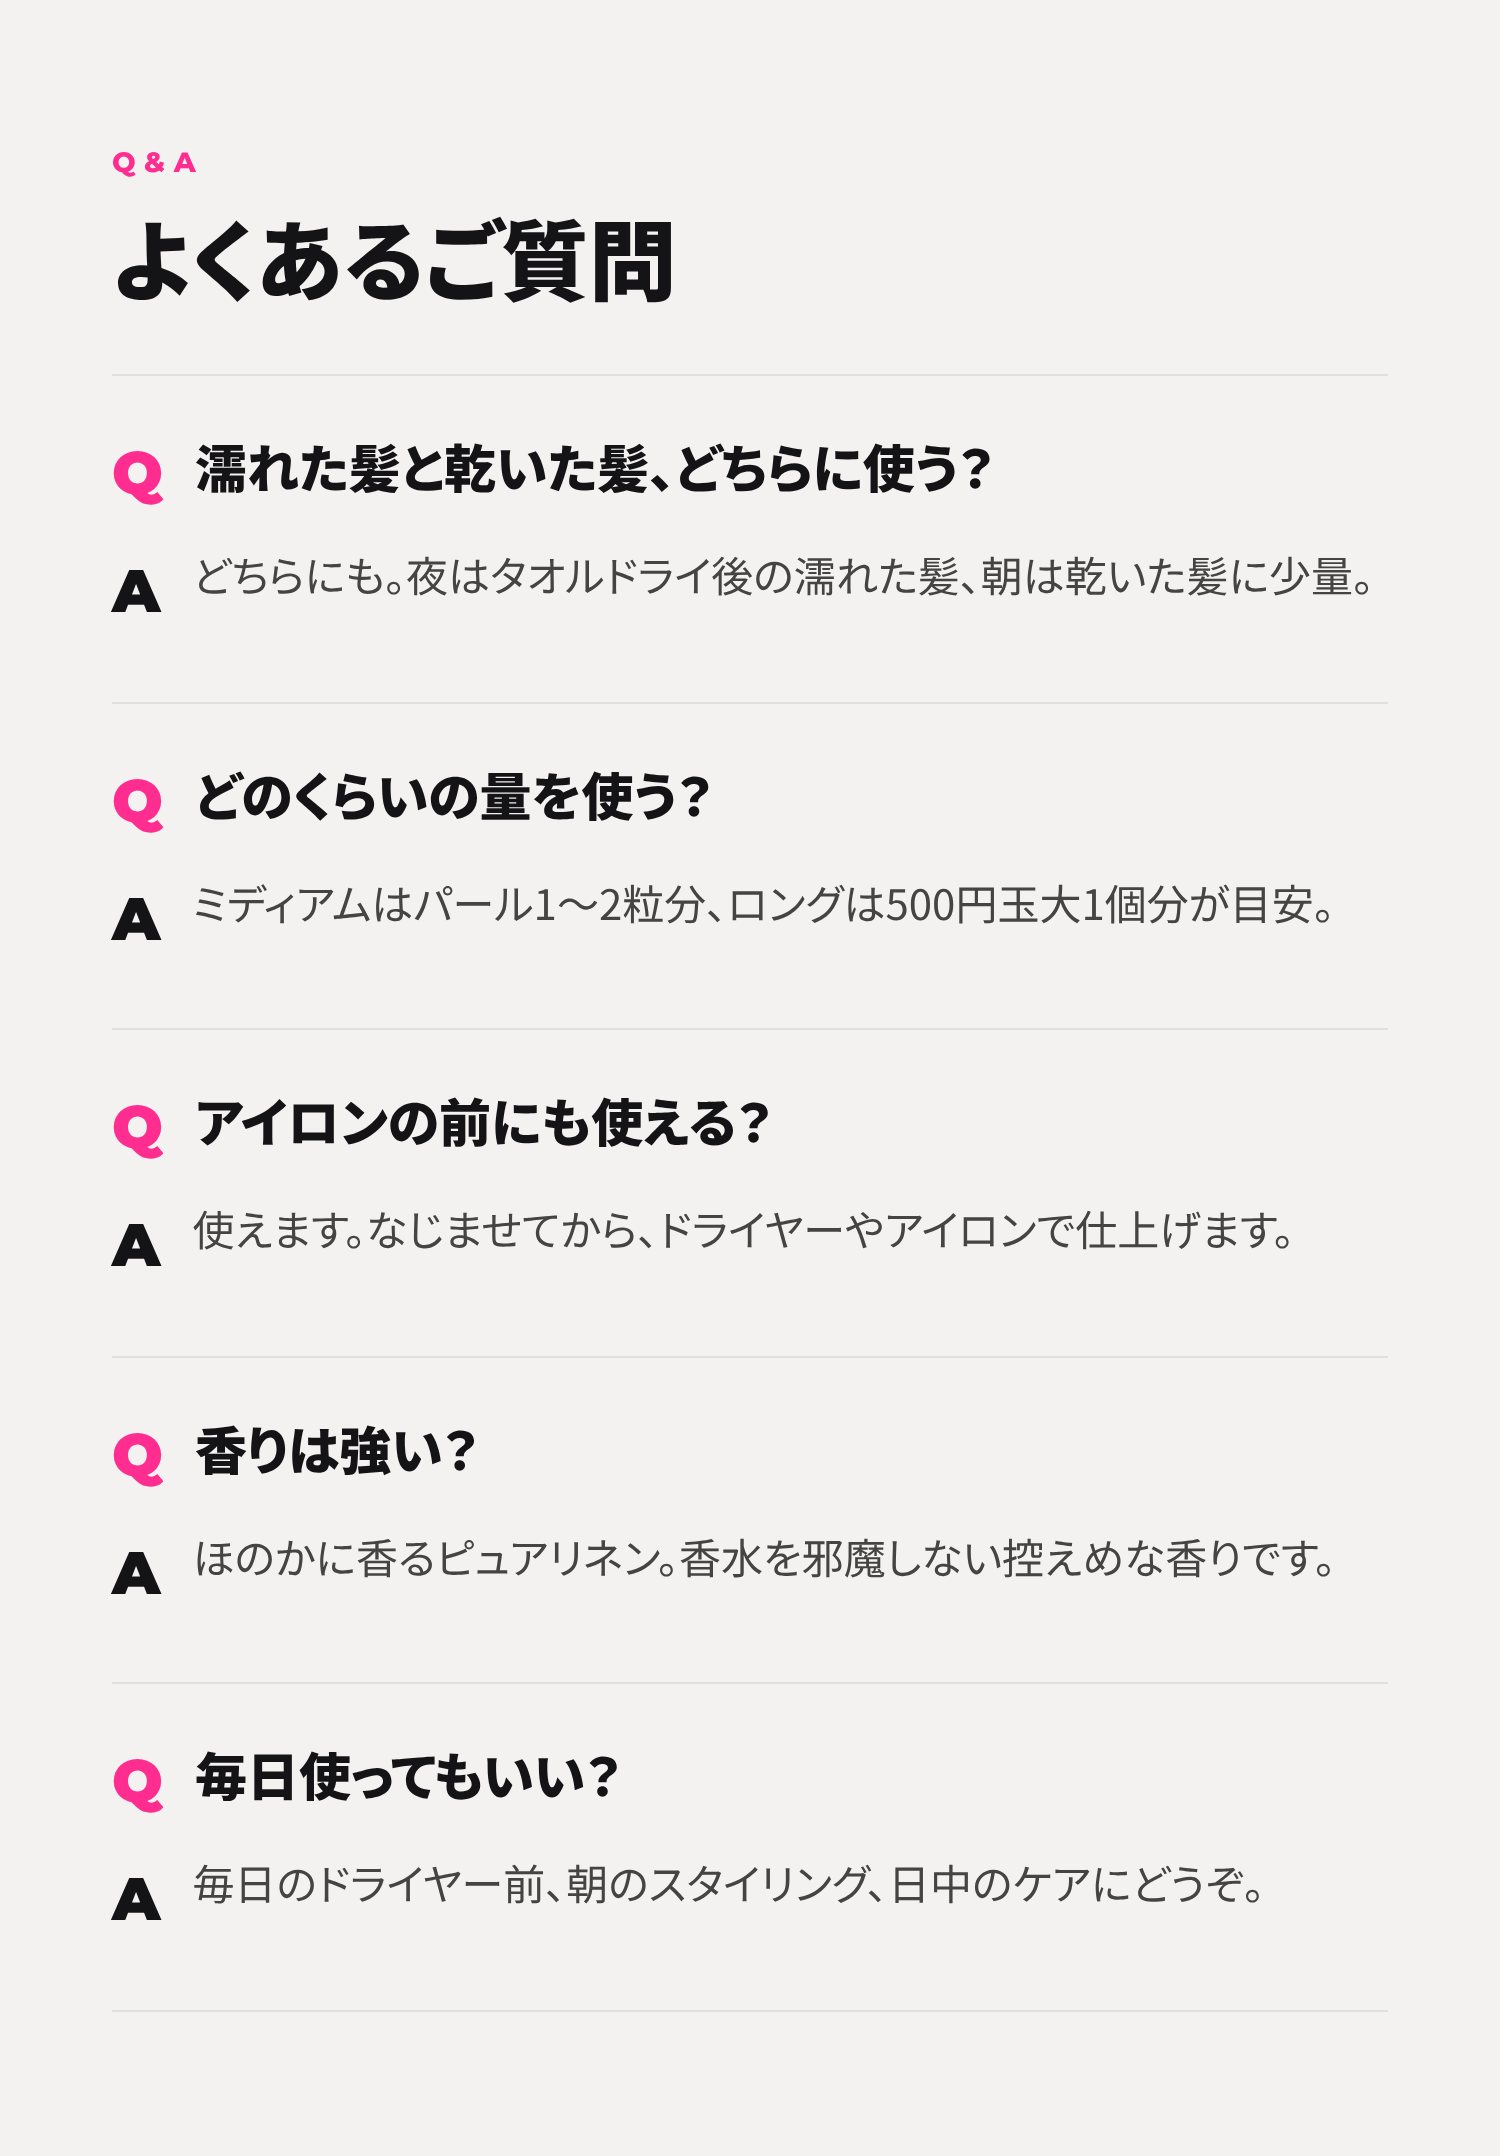 Q & A
よくあるご質問
Q 濡れた髪と乾いた髪、どちらに使う？
A どちらにも。夜はタオルドライ後の濡れた髪、朝は乾いた髪に少量。
Q どのくらいの量を使う？
A ミディアムはパール1〜2粒分、ロングは500円玉大1個分が目安。
Q アイロンの前にも使える？
A 使えます。なじませてから、ドライヤーやアイロンで仕上げます。
Q 香りは強い？
A ほのかに香るピュアリネン。香水を邪魔しない控えめな香りです。
Q 毎日使ってもいい？
A 毎日のドライヤー前、朝のスタイリング、日中のケアにどうぞ。